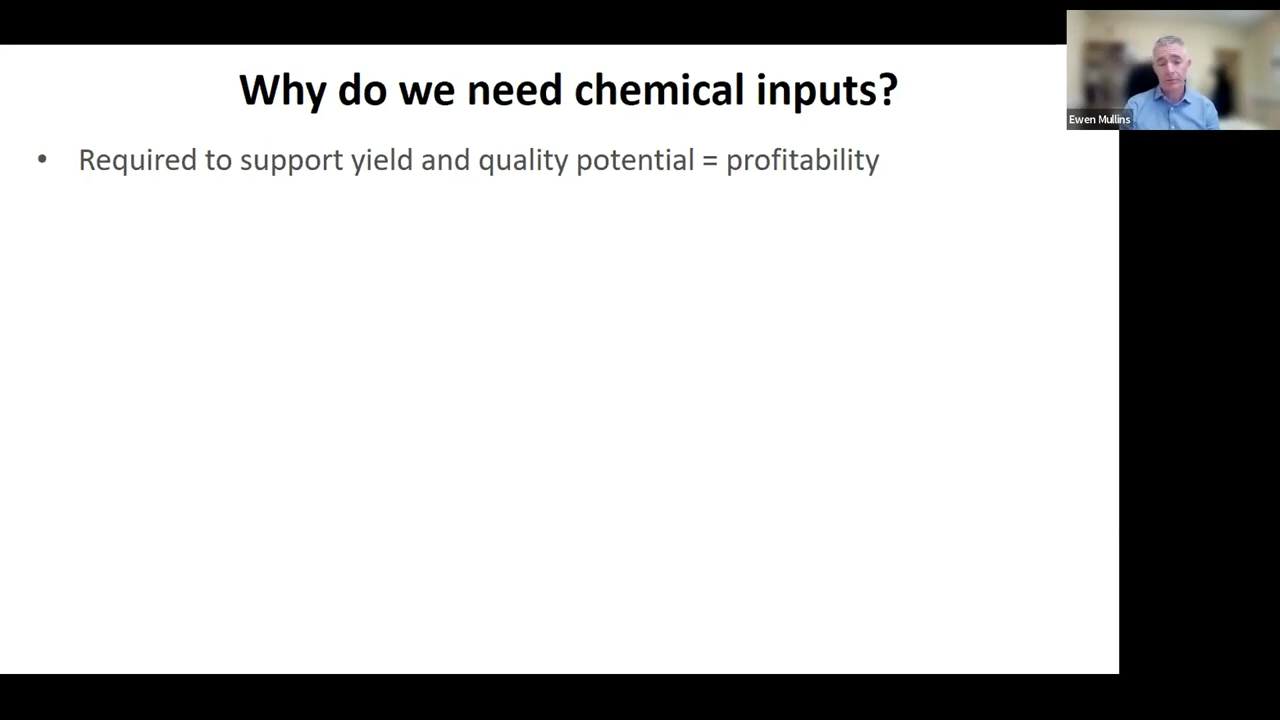 Why do we need chemical inputs?
Ewen Mullins
• Required to support yield and quality potential = profitability